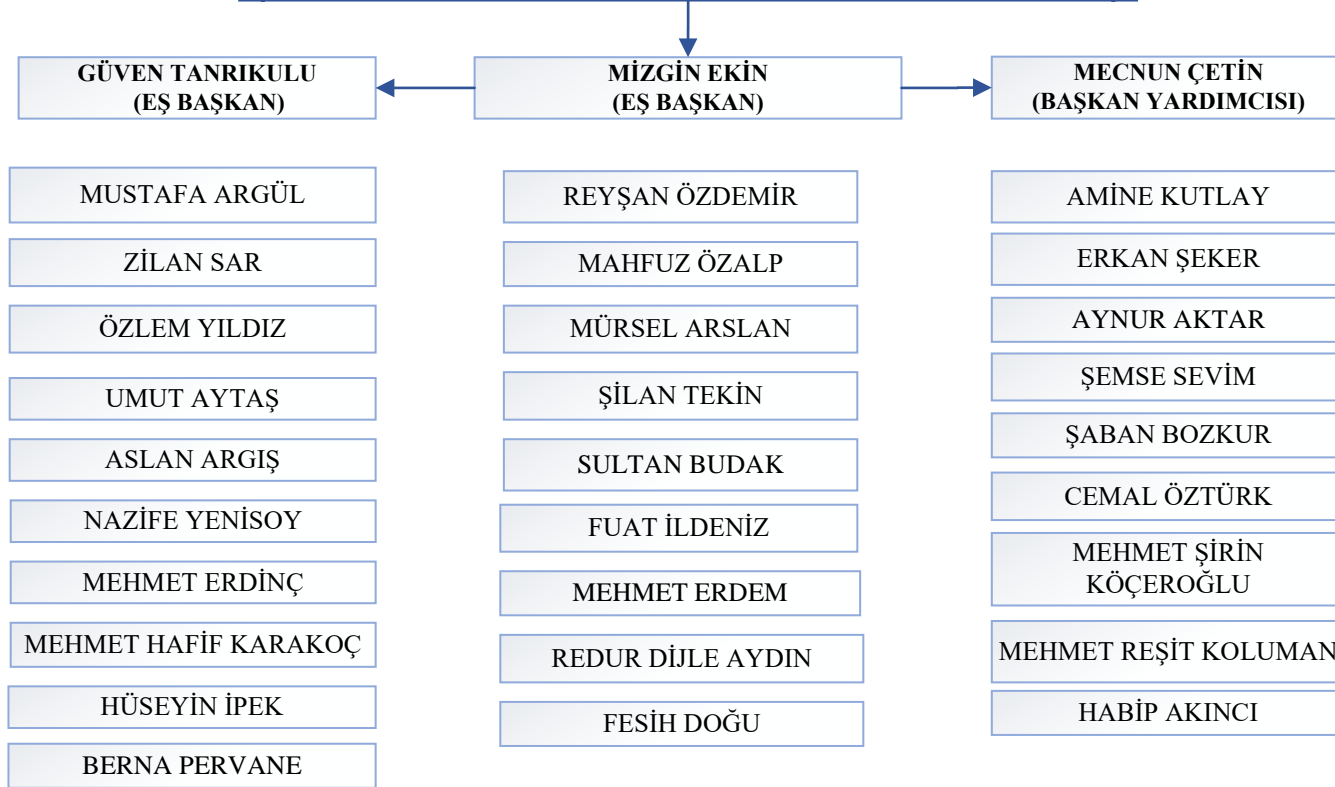 GÜVEN TANRIKULU
(EŞ BAŞKAN)
MİZGİN EKİN
(EŞ BAŞKAN)
MECNUN ÇETİN
(BAŞKAN YARDIMCISI)
MUSTAFA ARGÜL
ZİLAN SAR
ÖZLEM YILDIZ
UMUT AYTAŞ
ASLAN ARGIŞ
NAZİFE YENİSOY
MEHMET ERDİNÇ
MEHMET HAFİF KARAKOÇ
HÜSEYİN İPEK
BERNA PERVANE
REYŞAN ÖZDEMİR
MAHFUZ ÖZALP
MÜRSEL ARSLAN
ŞİLAN TEKİN
SULTAN BUDAK
FUAT İLDENİZ
MEHMET ERDEM
REDUR DİJLE AYDIN
FESİH DOĞU
AMİNE KUTLAY
ERKAN ŞEKER
AYNUR AKTAR
ŞEMSE SEVİM
ŞABAN BOZKUR
CEMAL ÖZTÜRK
MEHMET ŞİRİN
KÖÇEROĞLU
MEHMET REŞİT KOLUMAN
HABİP AKINCI